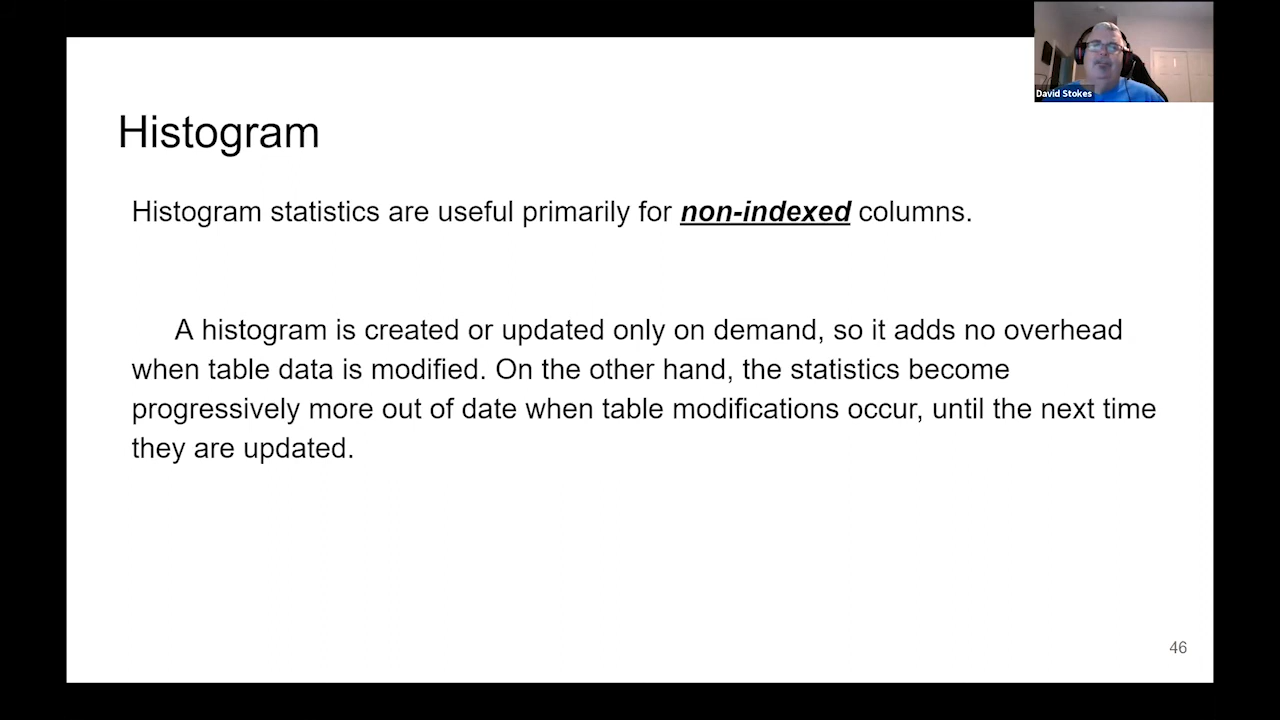 David Stokes
Histogram
Histogram statistics are useful primarily for non-indexed columns.
A histogram is created or updated only on demand, so it adds no overhead
when table data is modified. On the other hand, the statistics become
progressively more out of date when table modifications occur, until the next time
they are updated.
46